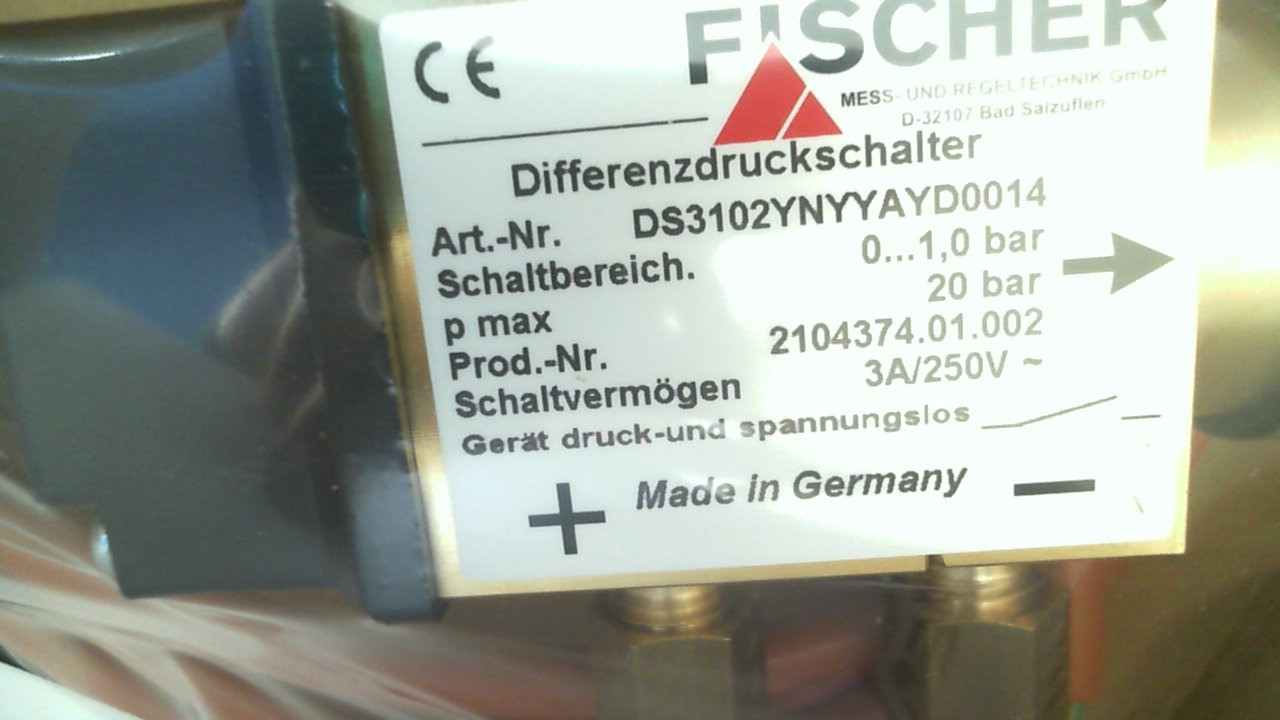 CE
FISCHER
MESS- UND REGELTECHNIK GmbH
D-32107 Bad Salzuflen
Differenzdruckschalter
Art.-Nr. DS3102YNYYAYD0014
Schaltbereich. 0...1,0 bar
p max 20 bar
Prod.-Nr. 2104374.01.002
Schaltvermögen 3A/250V ~
Gerät druck-und spannungslos
+ Made in Germany –